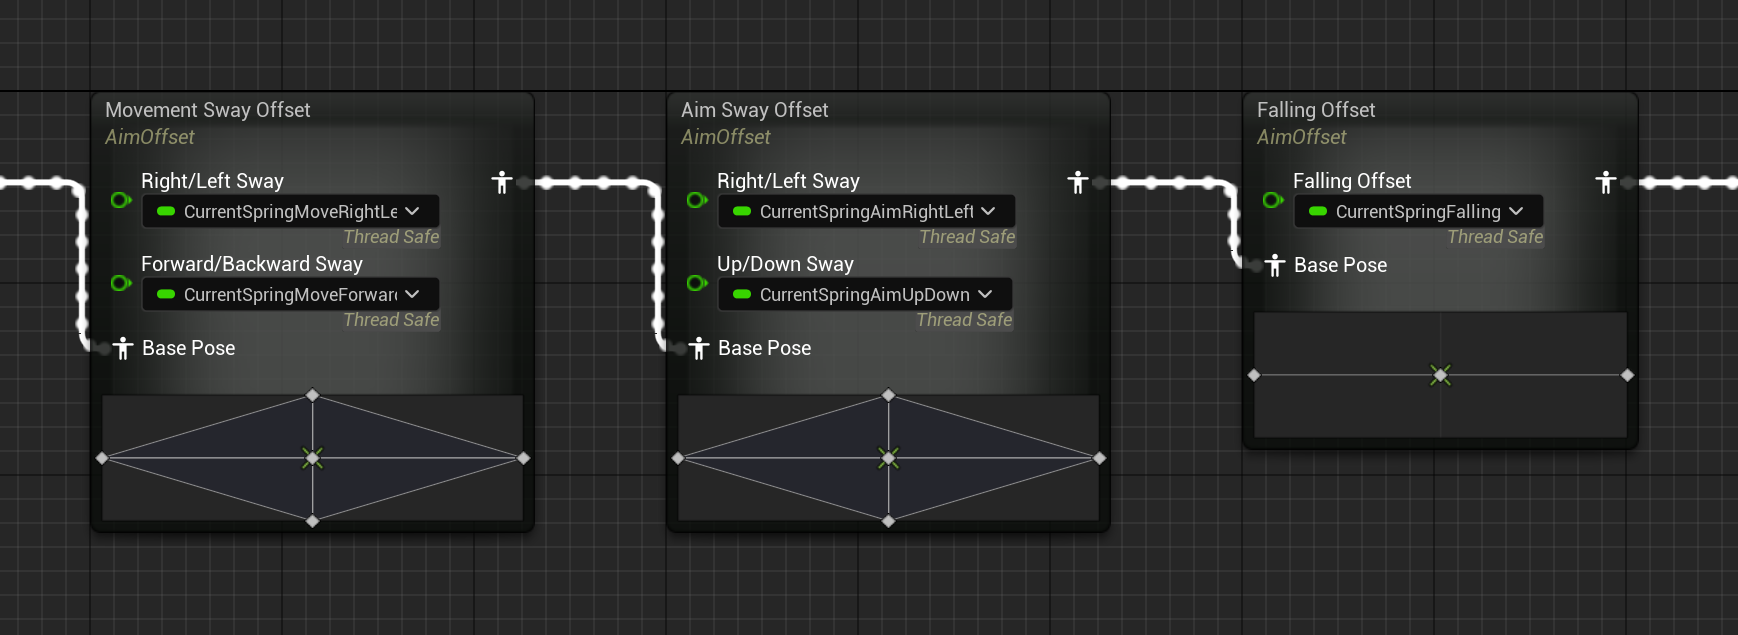 Movement Sway Offset
AimOffset
Right/Left Sway
CurrentSpringMoveRightLe
Thread Safe
Forward/Backward Sway
CurrentSpringMoveForward
Thread Safe
Base Pose
Aim Sway Offset
AimOffset
Right/Left Sway
CurrentSpringAimRightLeft
Thread Safe
Up/Down Sway
CurrentSpringAimUpDown
Thread Safe
Base Pose
Falling Offset
AimOffset
Falling Offset
CurrentSpringFalling
Thread Safe
Base Pose